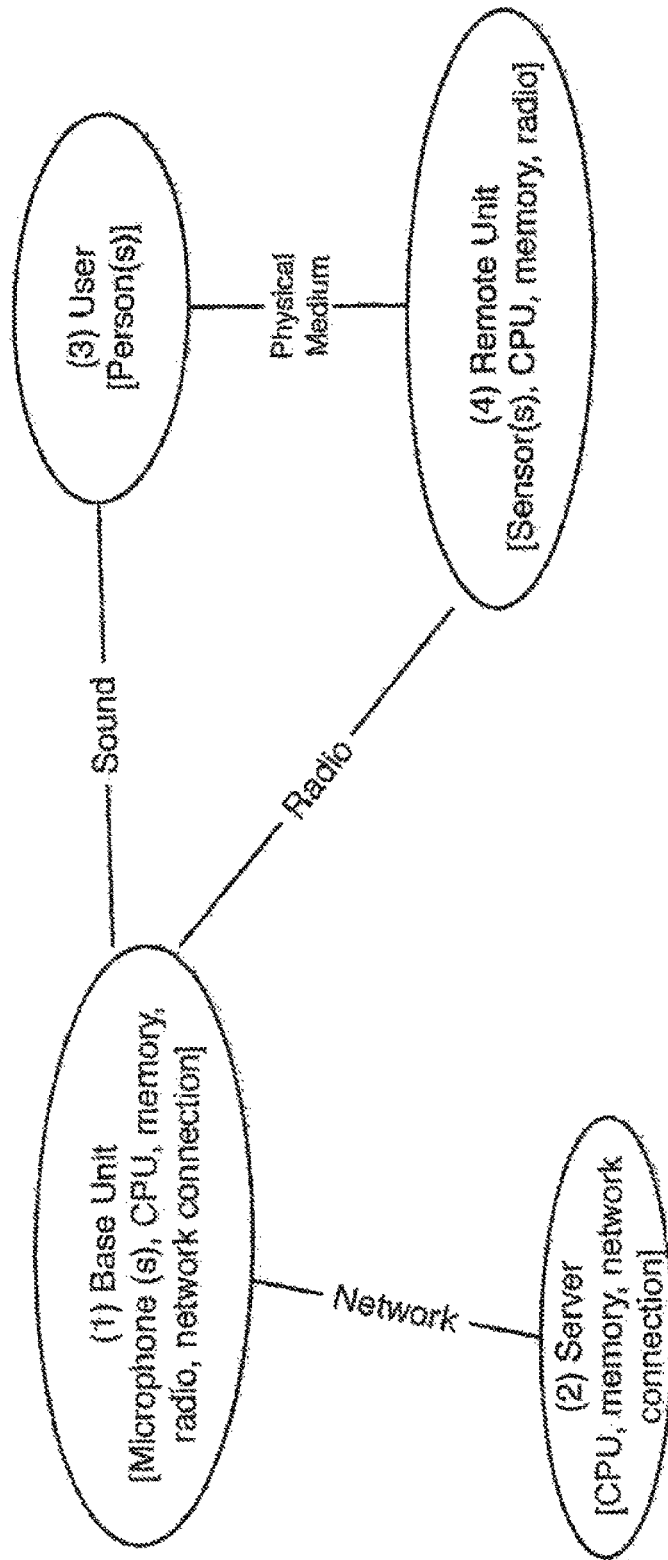 (1) Base Unit
[Microphone (s), CPU, memory,
radio, network connection]
Sound
(3) User
[Person(s)]
Network
Radio
Physical
Medium
(2) Server
[CPU, memory, network
connection]
(4) Remote Unit
[Sensor(s), CPU, memory, radio]